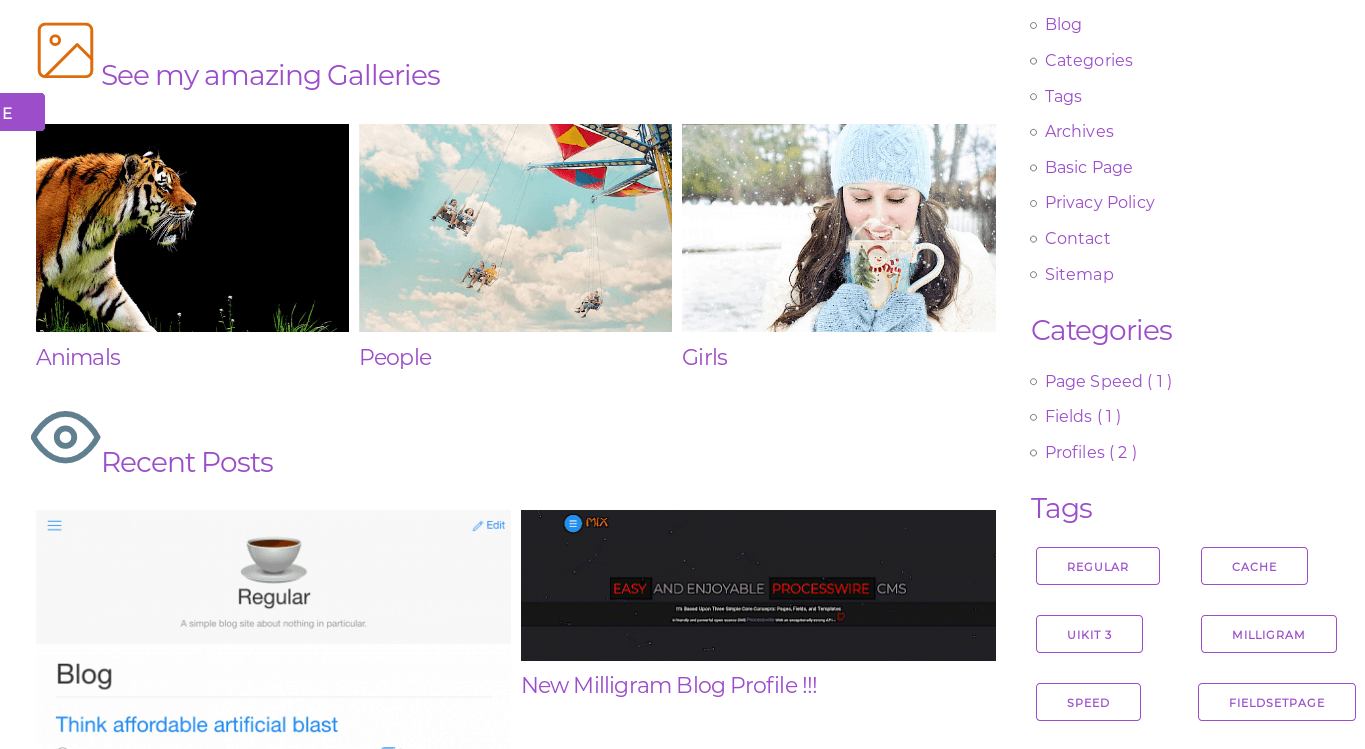 See my amazing Galleries
E
Animals
People
Girls
Recent Posts
Edit
Regular
A simple blog site about nothing in particular.
Blog
Think affordable artificial blast
MIX
EASY AND ENJOYABLE PROCESSWIRE CMS
It's Based Upon Three Simple Core Concepts: Pages, Fields, and Templates
New Milligram Blog Profile !!!
Blog
Categories
Tags
Archives
Basic Page
Privacy Policy
Contact
Sitemap
Categories
Page Speed ( 1 )
Fields ( 1 )
Profiles ( 2 )
Tags
REGULAR
CACHE
UIKIT 3
MILLIGRAM
SPEED
FIELDSETPAGE